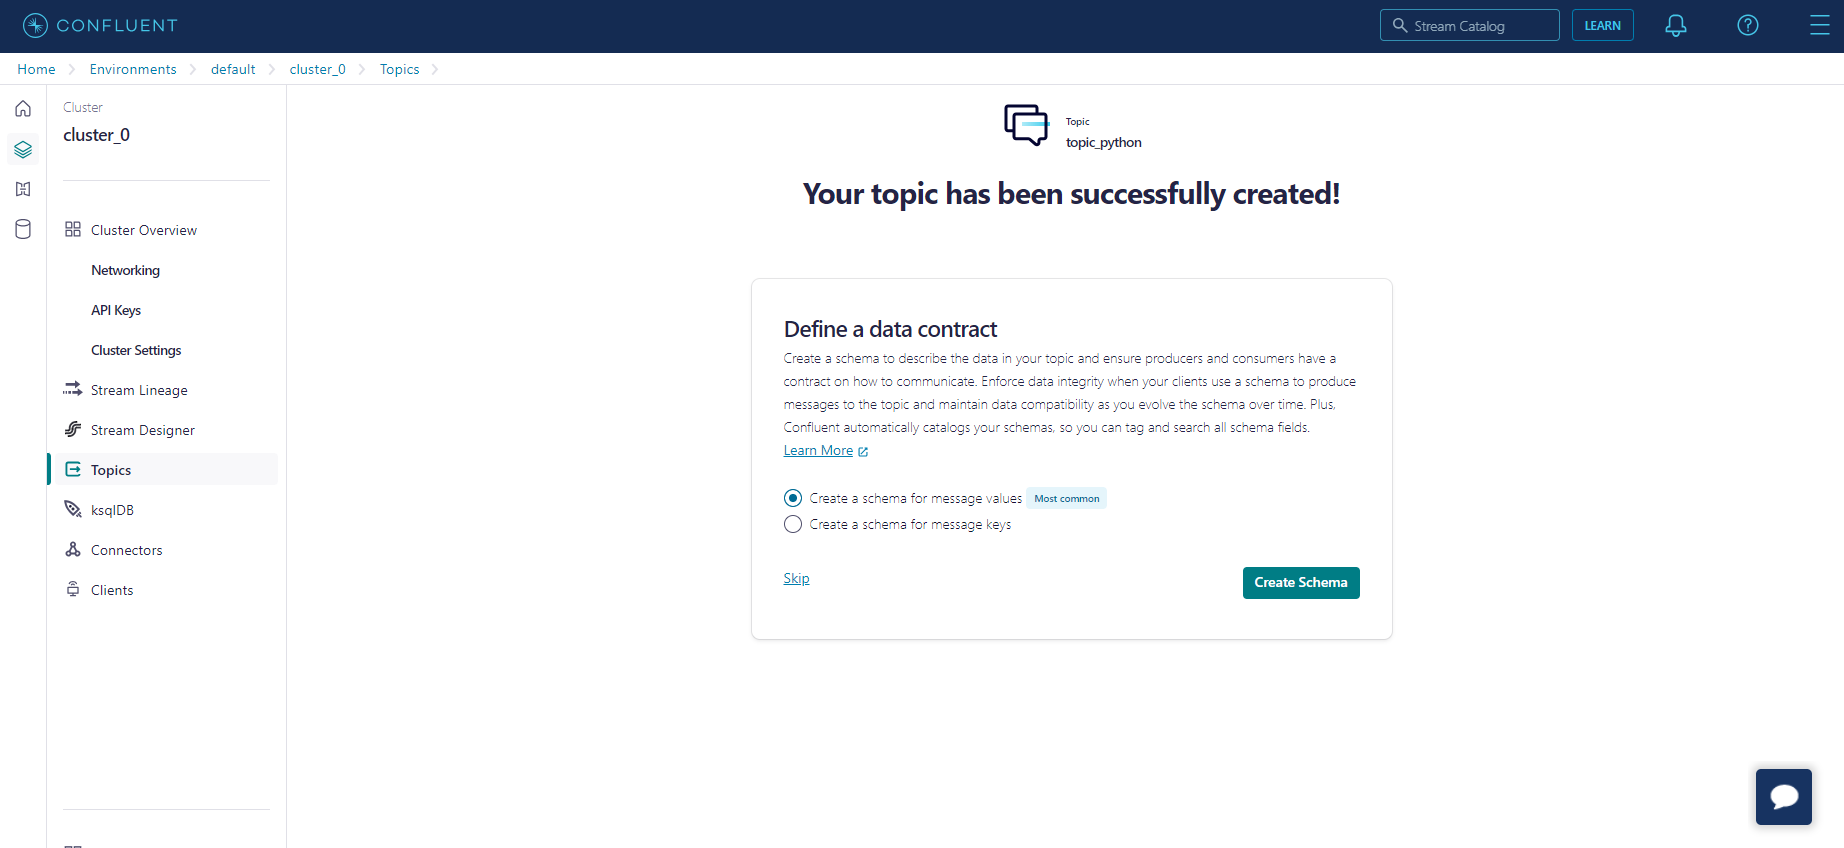 CONFLUENT
Stream Catalog
LEARN
Home
Environments
default
cluster_0
Topics
Cluster
cluster_0
Cluster Overview
Networking
API Keys
Cluster Settings
Stream Lineage
Stream Designer
Topics
ksqlDB
Connectors
Clients
Topic
topic_python
Your topic has been successfully created!
Define a data contract
Create a schema to describe the data in your topic and ensure producers and consumers have a
contract on how to communicate. Enforce data integrity when your clients use a schema to produce
messages to the topic and maintain data compatibility as you evolve the schema over time. Plus,
Confluent automatically catalogs your schemas, so you can tag and search all schema fields.
Learn More
Create a schema for message values Most common
Create a schema for message keys
Skip
Create Schema